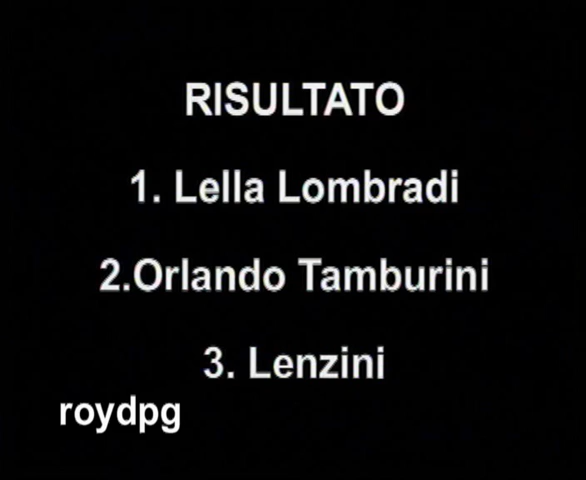 RISULTATO
1. Lella Lombradi
2.Orlando Tamburini
3. Lenzini
roydpg